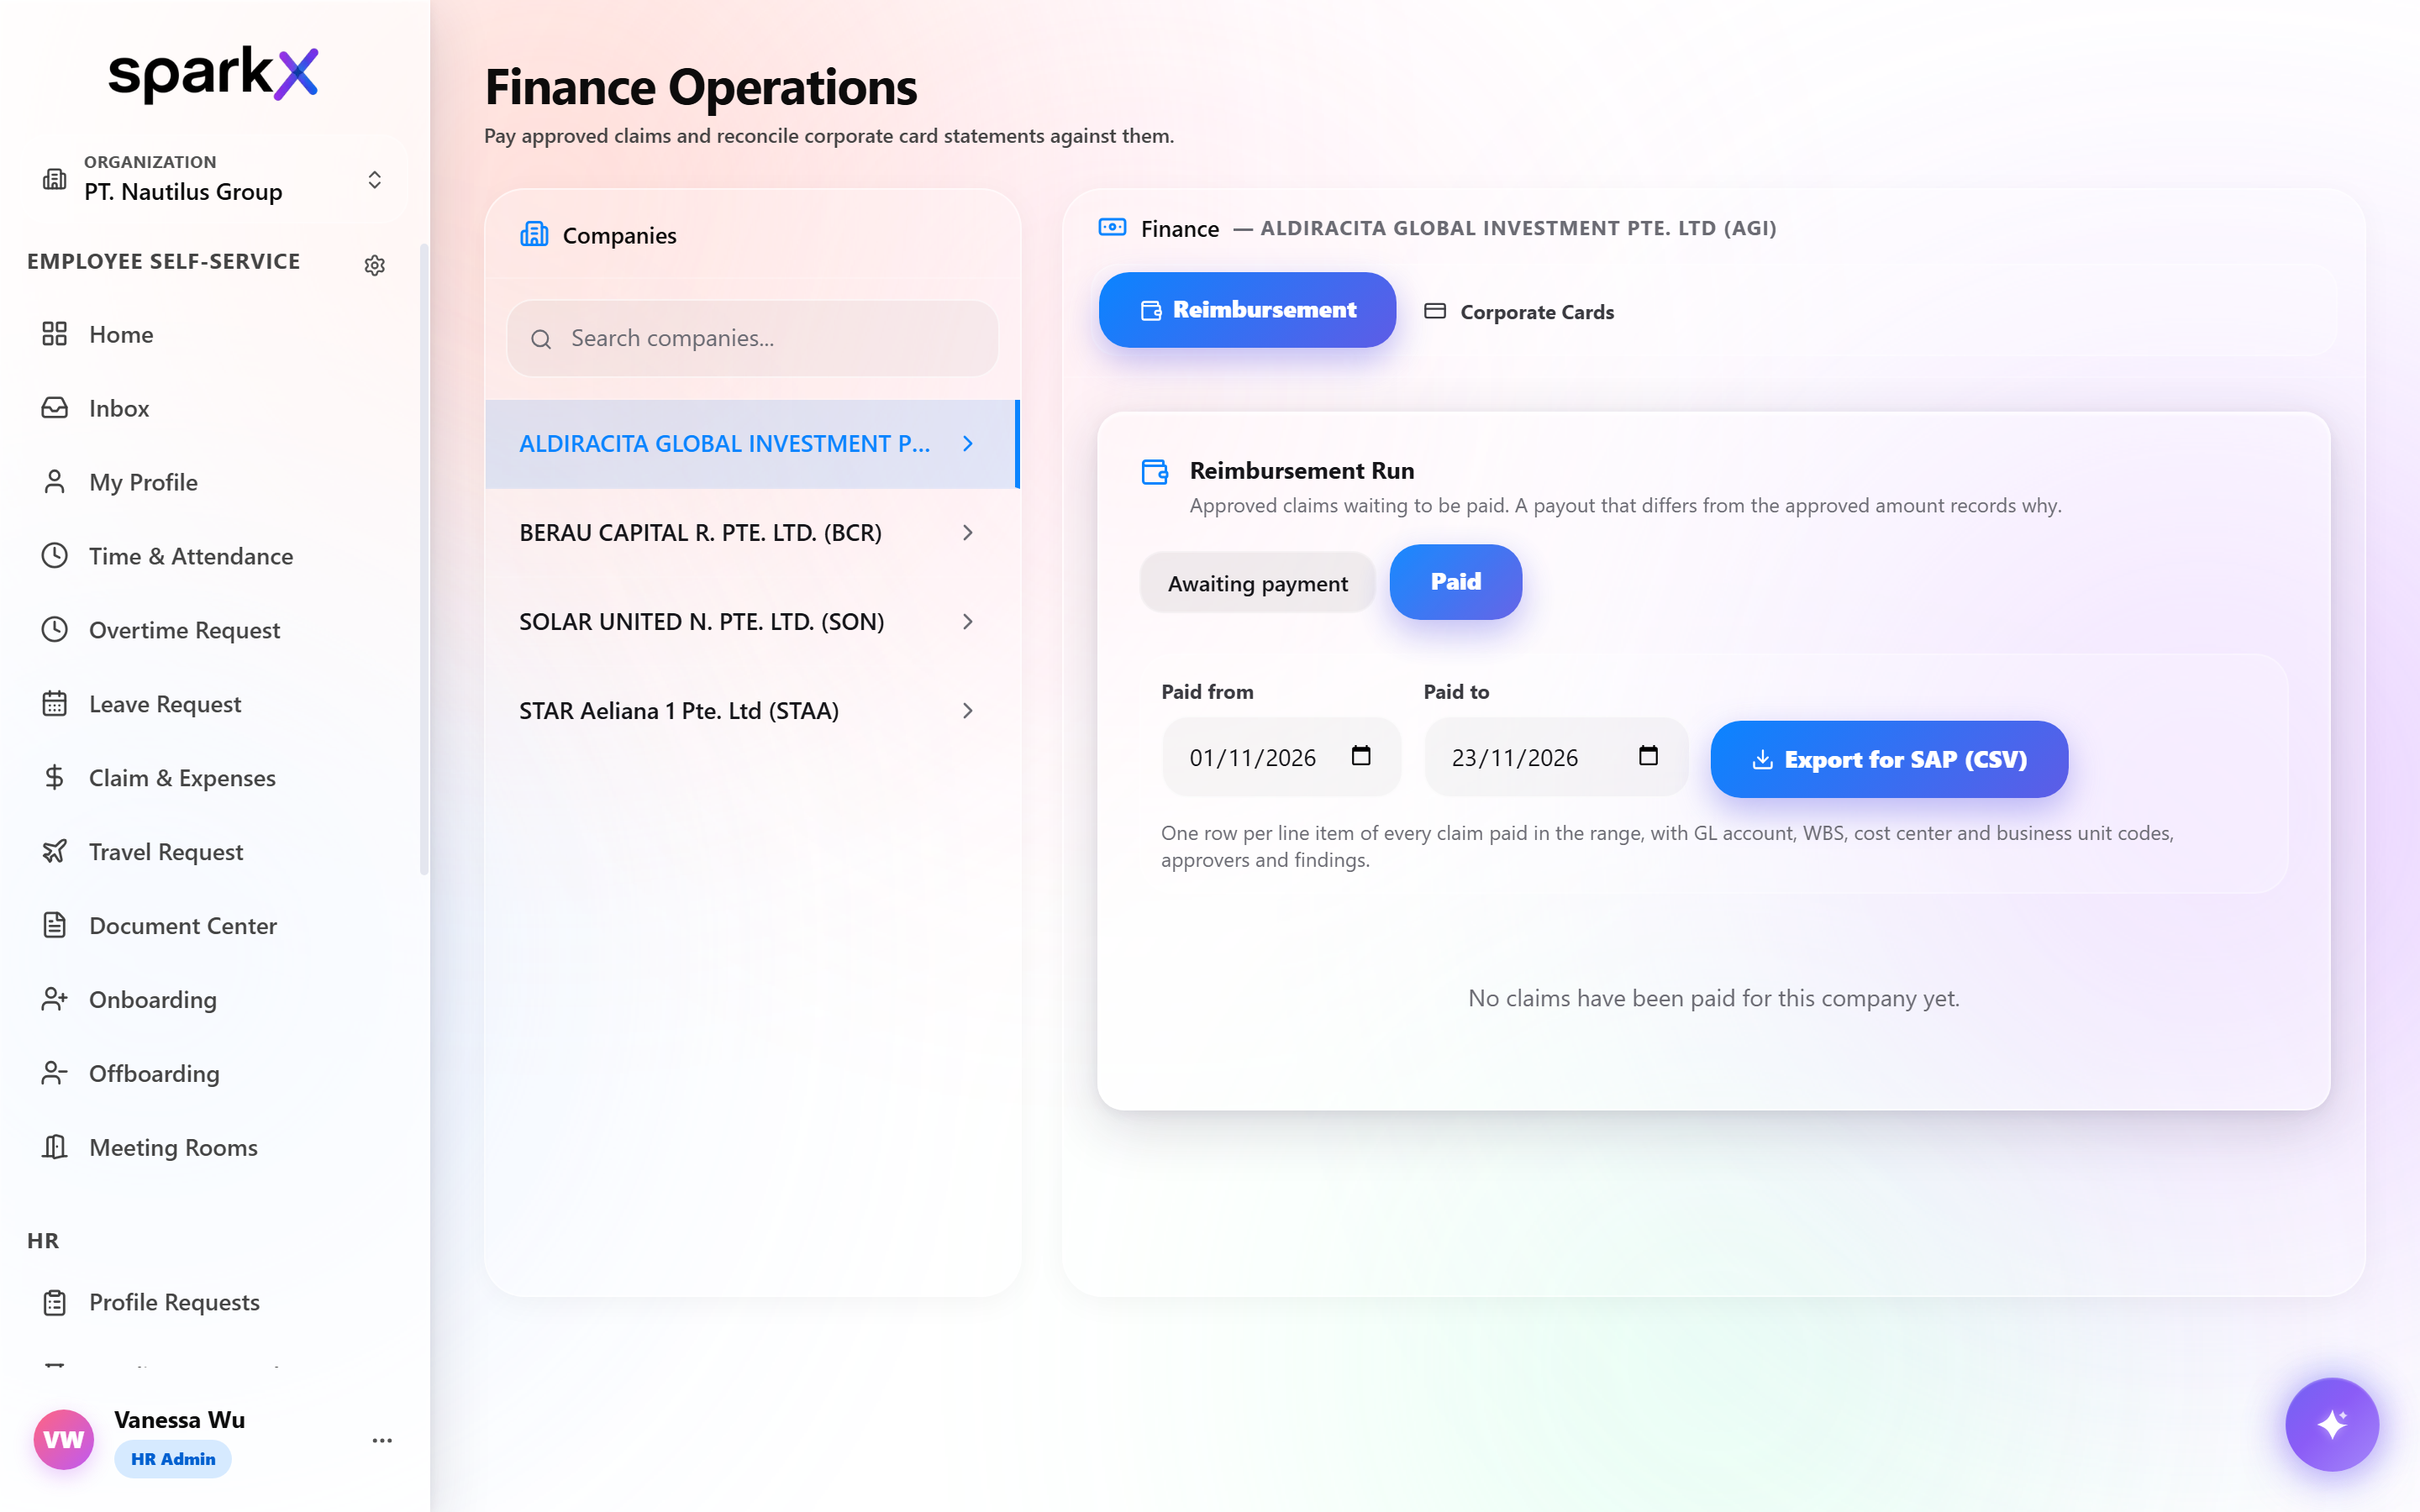 sparkX
ORGANIZATION
PT. Nautilus Group
EMPLOYEE SELF-SERVICE
Home
Inbox
My Profile
Time & Attendance
Overtime Request
Leave Request
Claim & Expenses
Travel Request
Document Center
Onboarding
Offboarding
Meeting Rooms
HR
Profile Requests
VW
Vanessa Wu
HR Admin
Finance Operations
Pay approved claims and reconcile corporate card statements against them.
Companies
Search companies...
ALDIRACITA GLOBAL INVESTMENT P...
BERAU CAPITAL R. PTE. LTD. (BCR)
SOLAR UNITED N. PTE. LTD. (SON)
STAR Aeliana 1 Pte. Ltd (STAA)
Finance — ALDIRACITA GLOBAL INVESTMENT PTE. LTD (AGI)
Reimbursement
Corporate Cards
Reimbursement Run
Approved claims waiting to be paid. A payout that differs from the approved amount records why.
Awaiting payment
Paid
Paid from
Paid to
01/11/2026
23/11/2026
Export for SAP (CSV)
One row per line item of every claim paid in the range, with GL account, WBS, cost center and business unit codes,
approvers and findings.
No claims have been paid for this company yet.